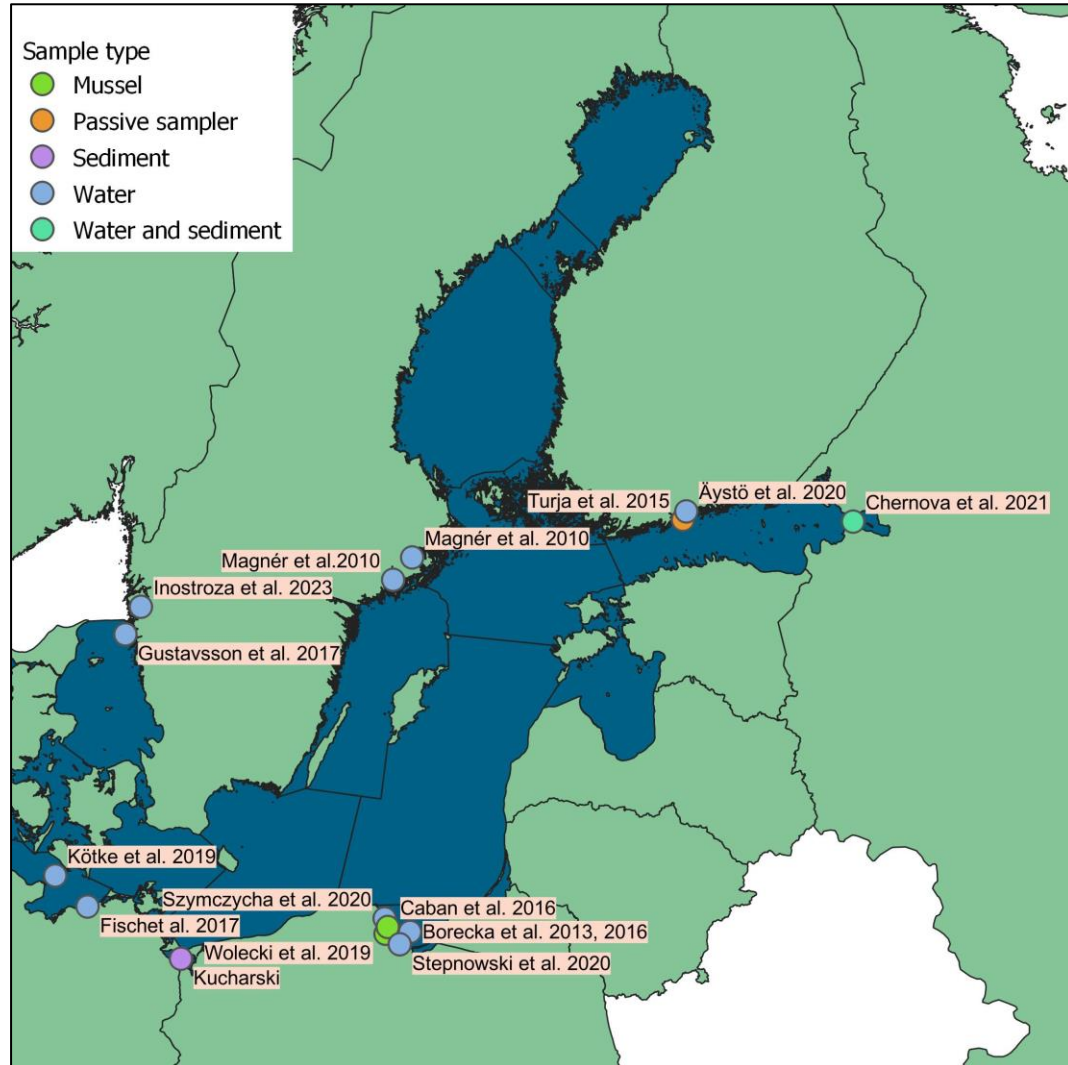 Sample type
Mussel
Passive sampler
Sediment
Water
Water and sediment
Turja et al. 2015
Äystö et al. 2020
Chernova et al. 2021
Magnér et al. 2010
Magnér et al.2010
Inostroza et al. 2023
Gustavsson et al. 2017
Kötke et al. 2019
Szymczycha et al. 2020
Caban et al. 2016
Fischet al. 2017
Borecka et al. 2013, 2016
Wolecki et al. 2019
Stepnowski et al. 2020
Kucharski